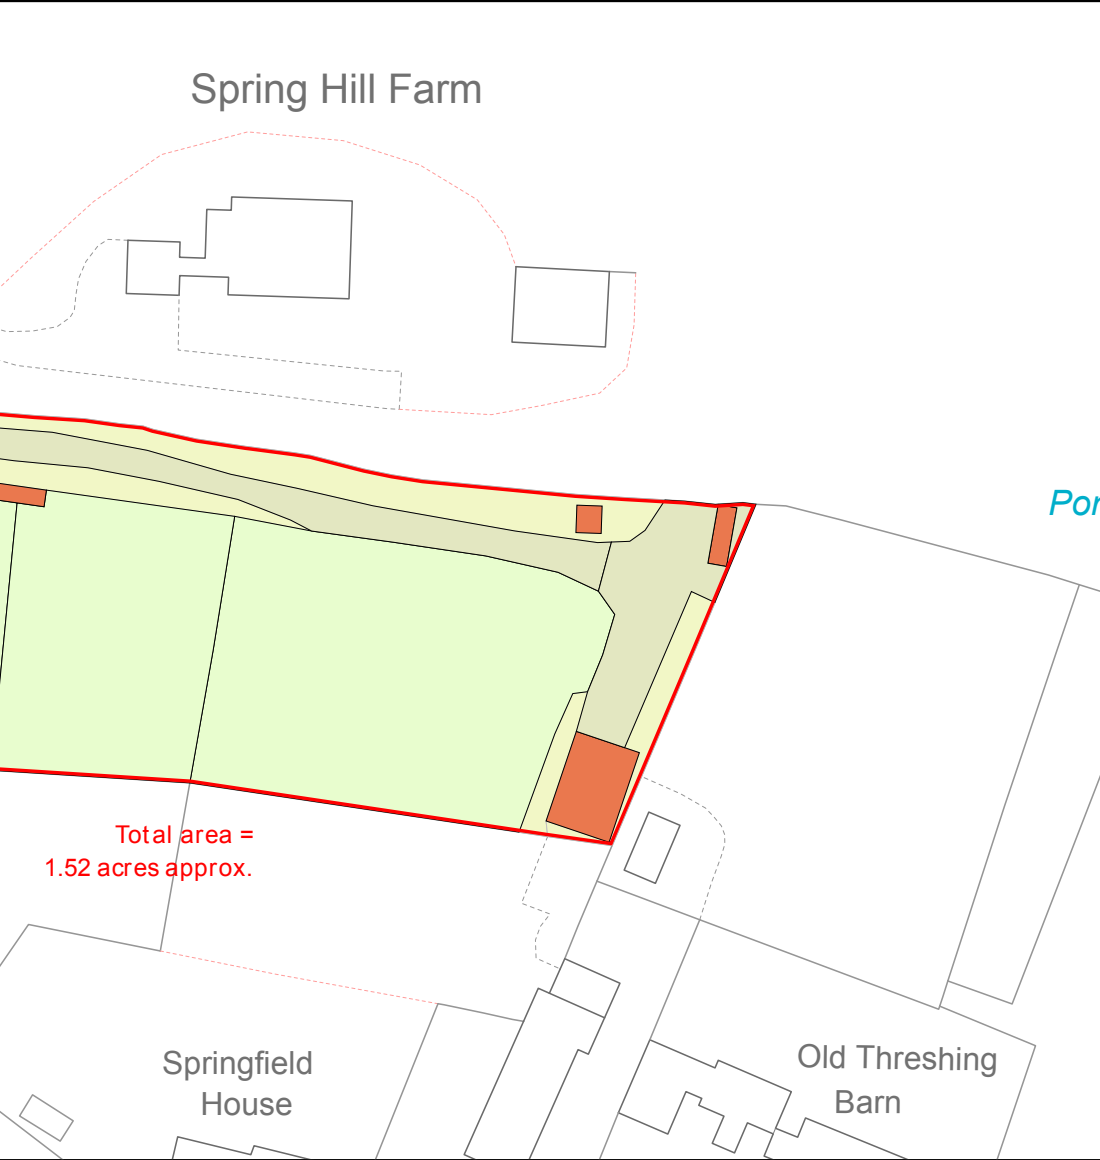 Spring Hill Farm
Total area =
1.52 acres approx.
Springfield
House
Old Threshing
Barn